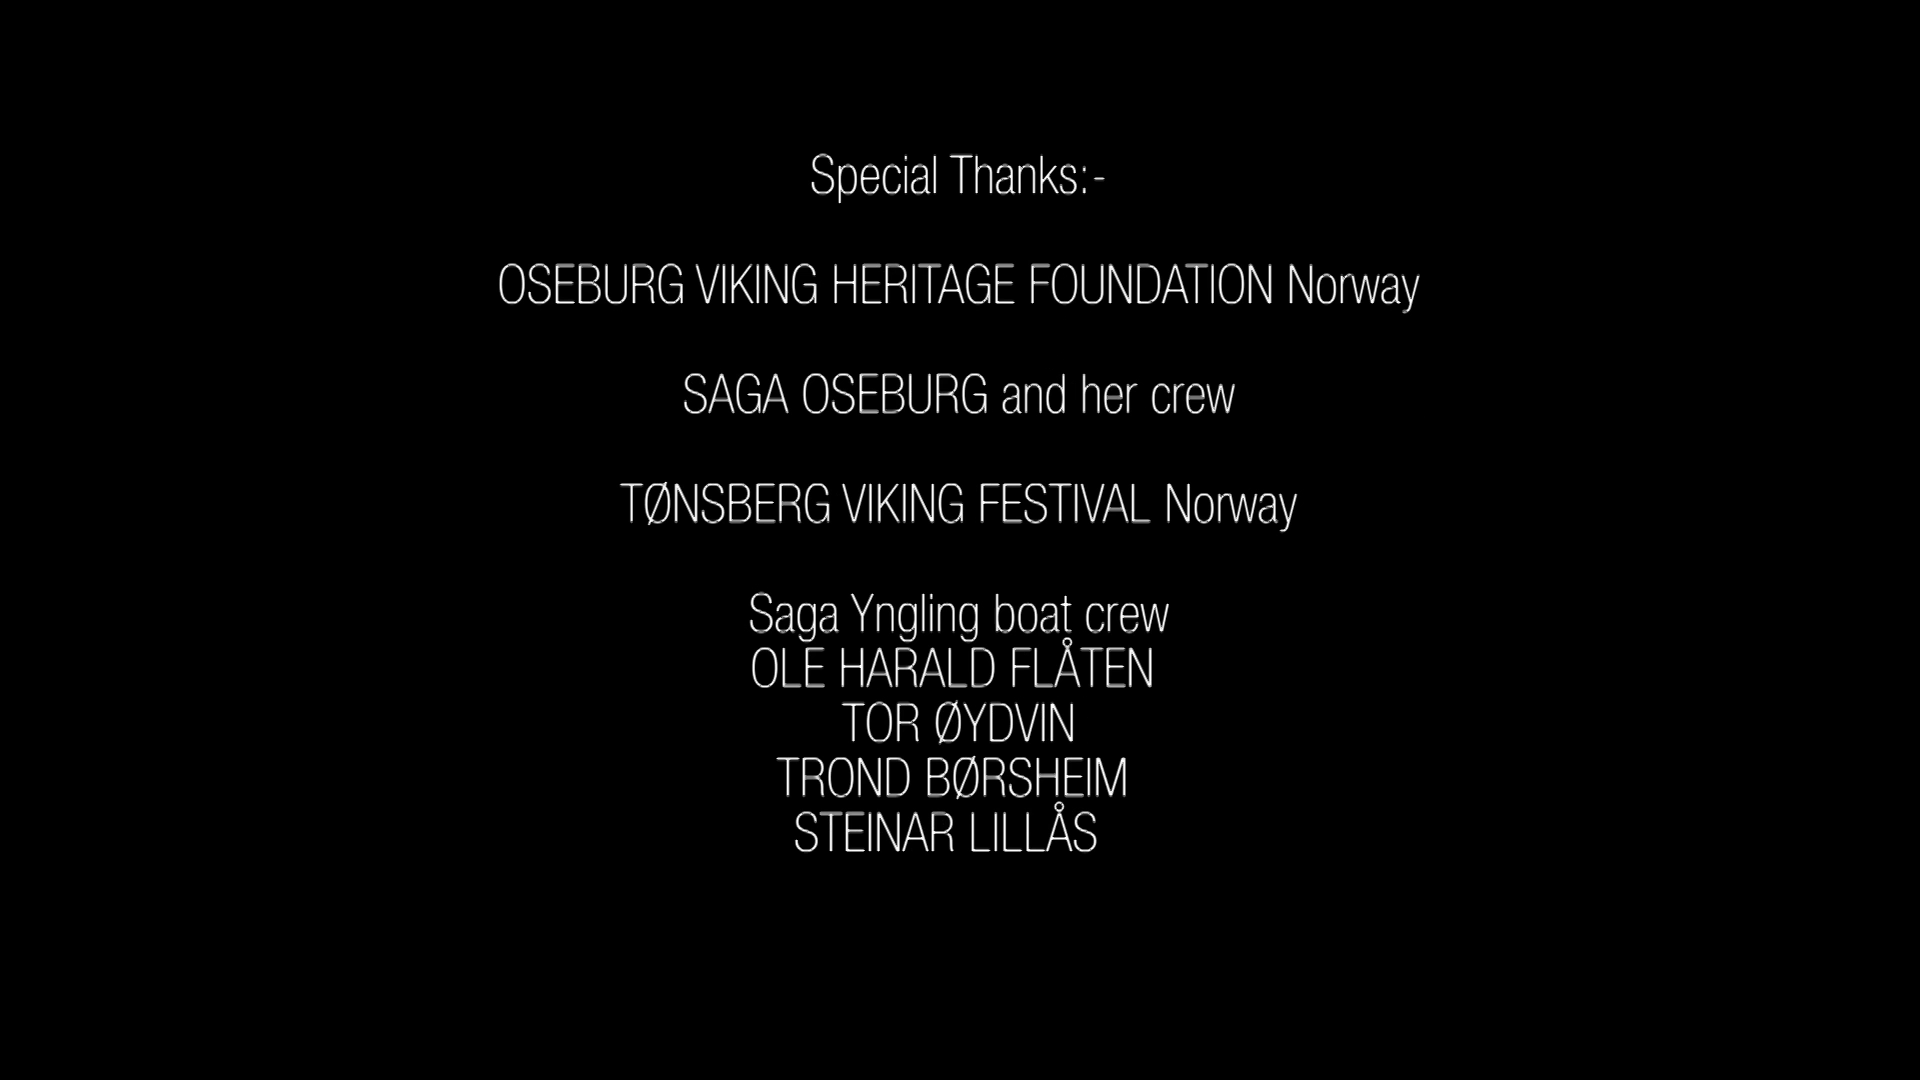 Special Thanks:-
OSEBURG VIKING HERITAGE FOUNDATION Norway
SAGA OSEBURG and her crew
TØNSBERG VIKING FESTIVAL Norway
Saga Yngling boat crew
OLE HARALD FLÅTEN
TOR ØYDVIN
TROND BØRSHEIM
STEINAR LILLÅS